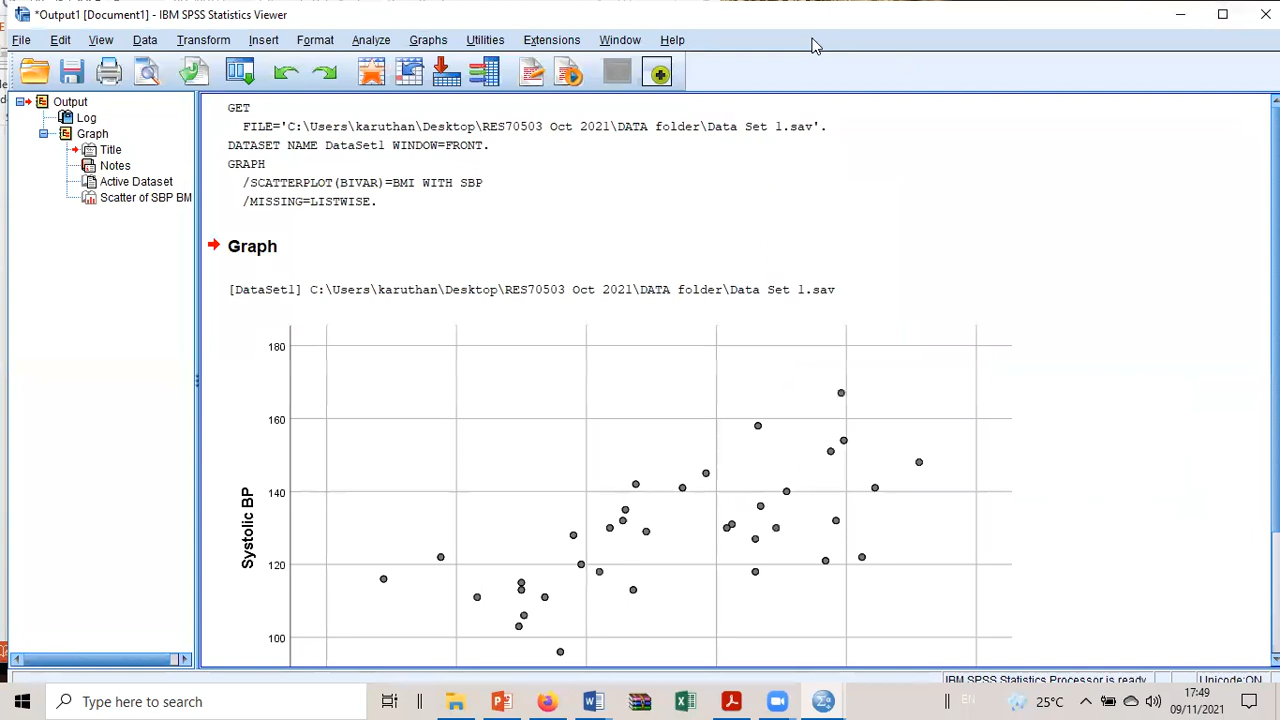 *Output1 [Document1] - IBM SPSS Statistics Viewer
File Edit View Data Transform Insert Format Analyze Graphs Utilities Extensions Window Help
Output
Log
Graph
Title
Notes
Active Dataset
Scatter of SBP BM
GET
FILE='C:\Users\karuthan\Desktop\RES70503 Oct 2021\DATA folder\Data Set 1.sav'.
DATASET NAME DataSet1 WINDOW=FRONT.
GRAPH
/SCATTERPLOT(BIVAR)=BMI WITH SBP
/MISSING=LISTWISE.
Graph
[DataSet1] C:\Users\karuthan\Desktop\RES70503 Oct 2021\DATA folder\Data Set 1.sav
180
160
140
120
100
Systolic BP
IBM SPSS Statistics Processor is ready
Unicode:ON
Type here to search
EN
25°C
17:49
09/11/2021